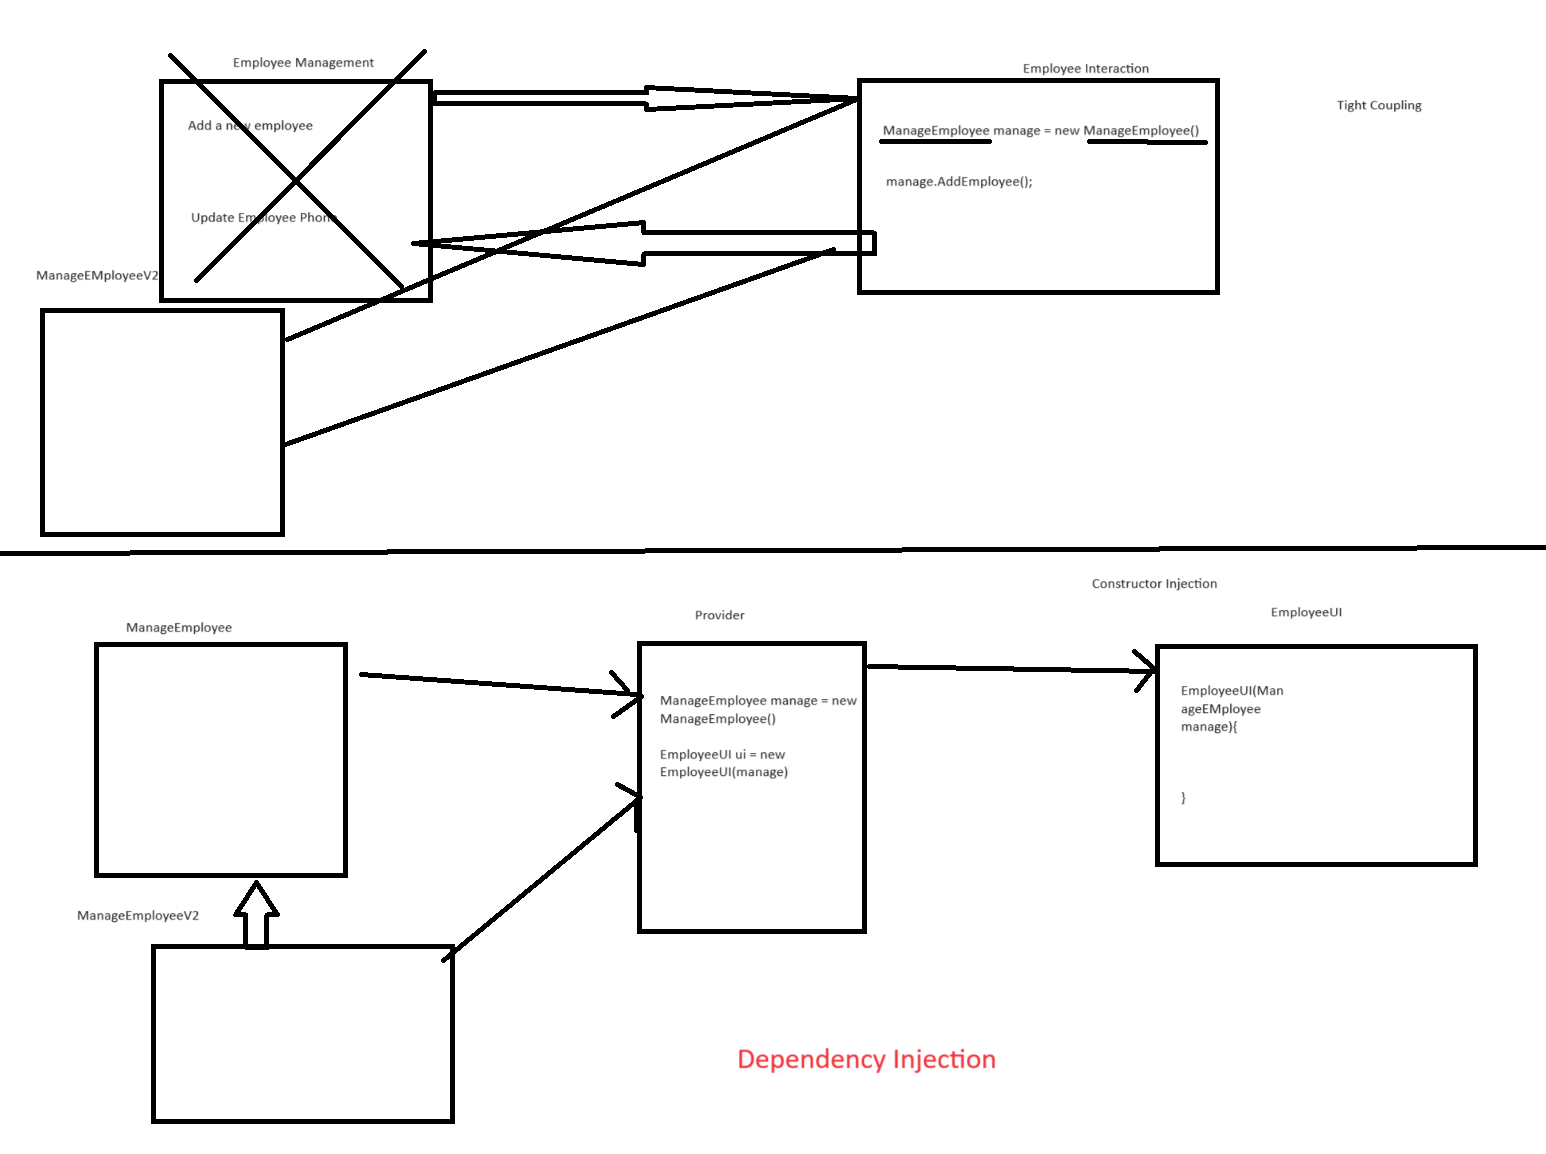 Employee Management
Employee Interaction
Tight Coupling
Add a new employee
ManageEmployee manage = new ManageEmployee()
manage.AddEmployee();
Update Employee Phone
ManageEMployeeV2
Constructor Injection
EmployeeUI
Provider
ManageEmployee
ManageEmployee manage = new
ManageEmployee()
EmployeeUI ui = new
EmployeeUI(manage)
EmployeeUI(Man
ageEMployee
manage){
}
ManageEmployeeV2
Dependency Injection